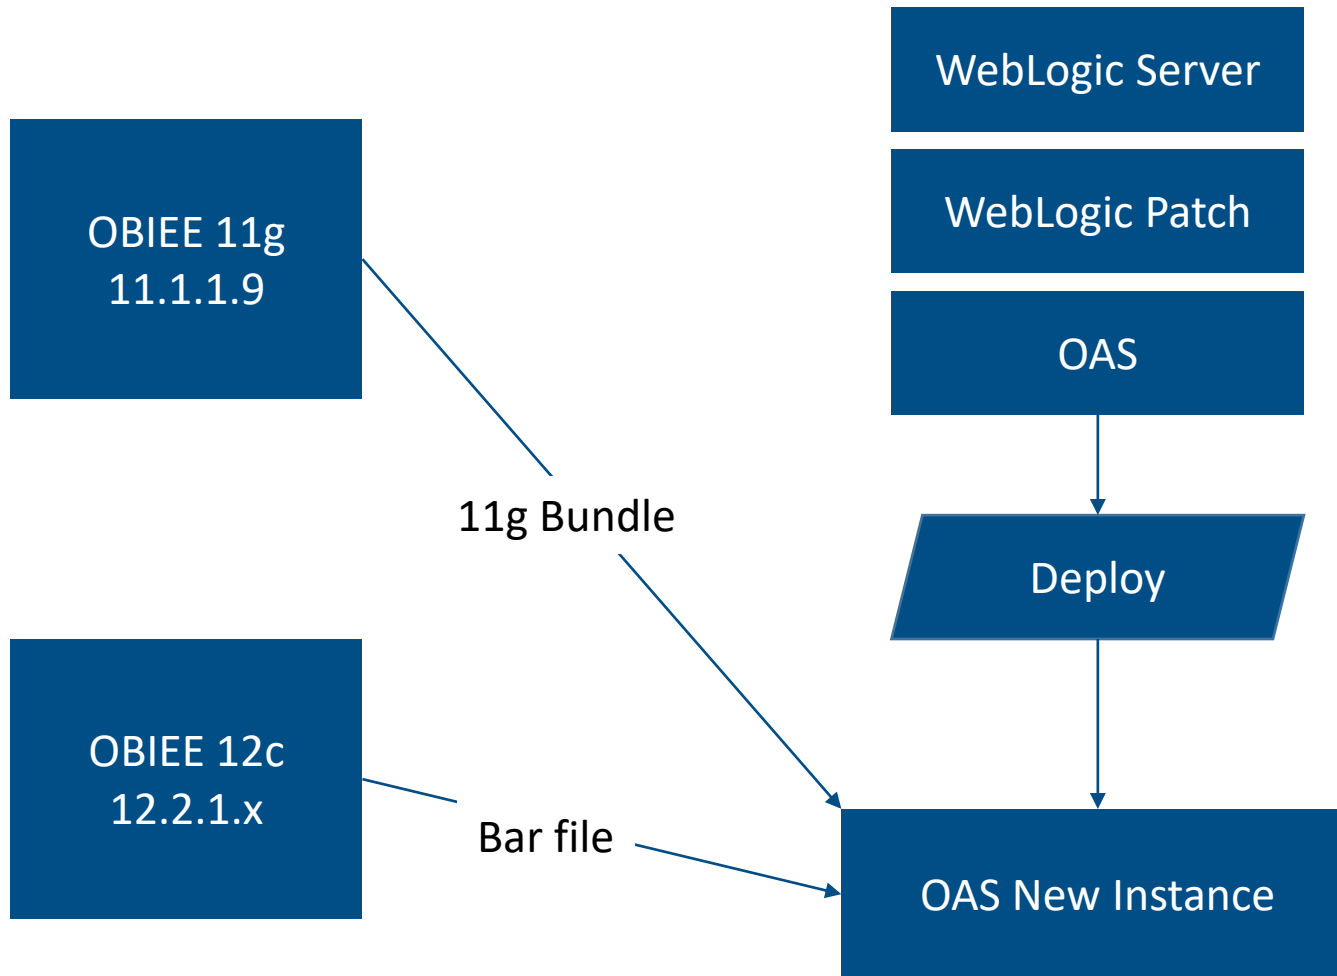 WebLogic Server
WebLogic Patch
OAS
OBIEE 11g
11.1.1.9
11g Bundle
Deploy
OBIEE 12c
12.2.1.x
Bar file
OAS New Instance